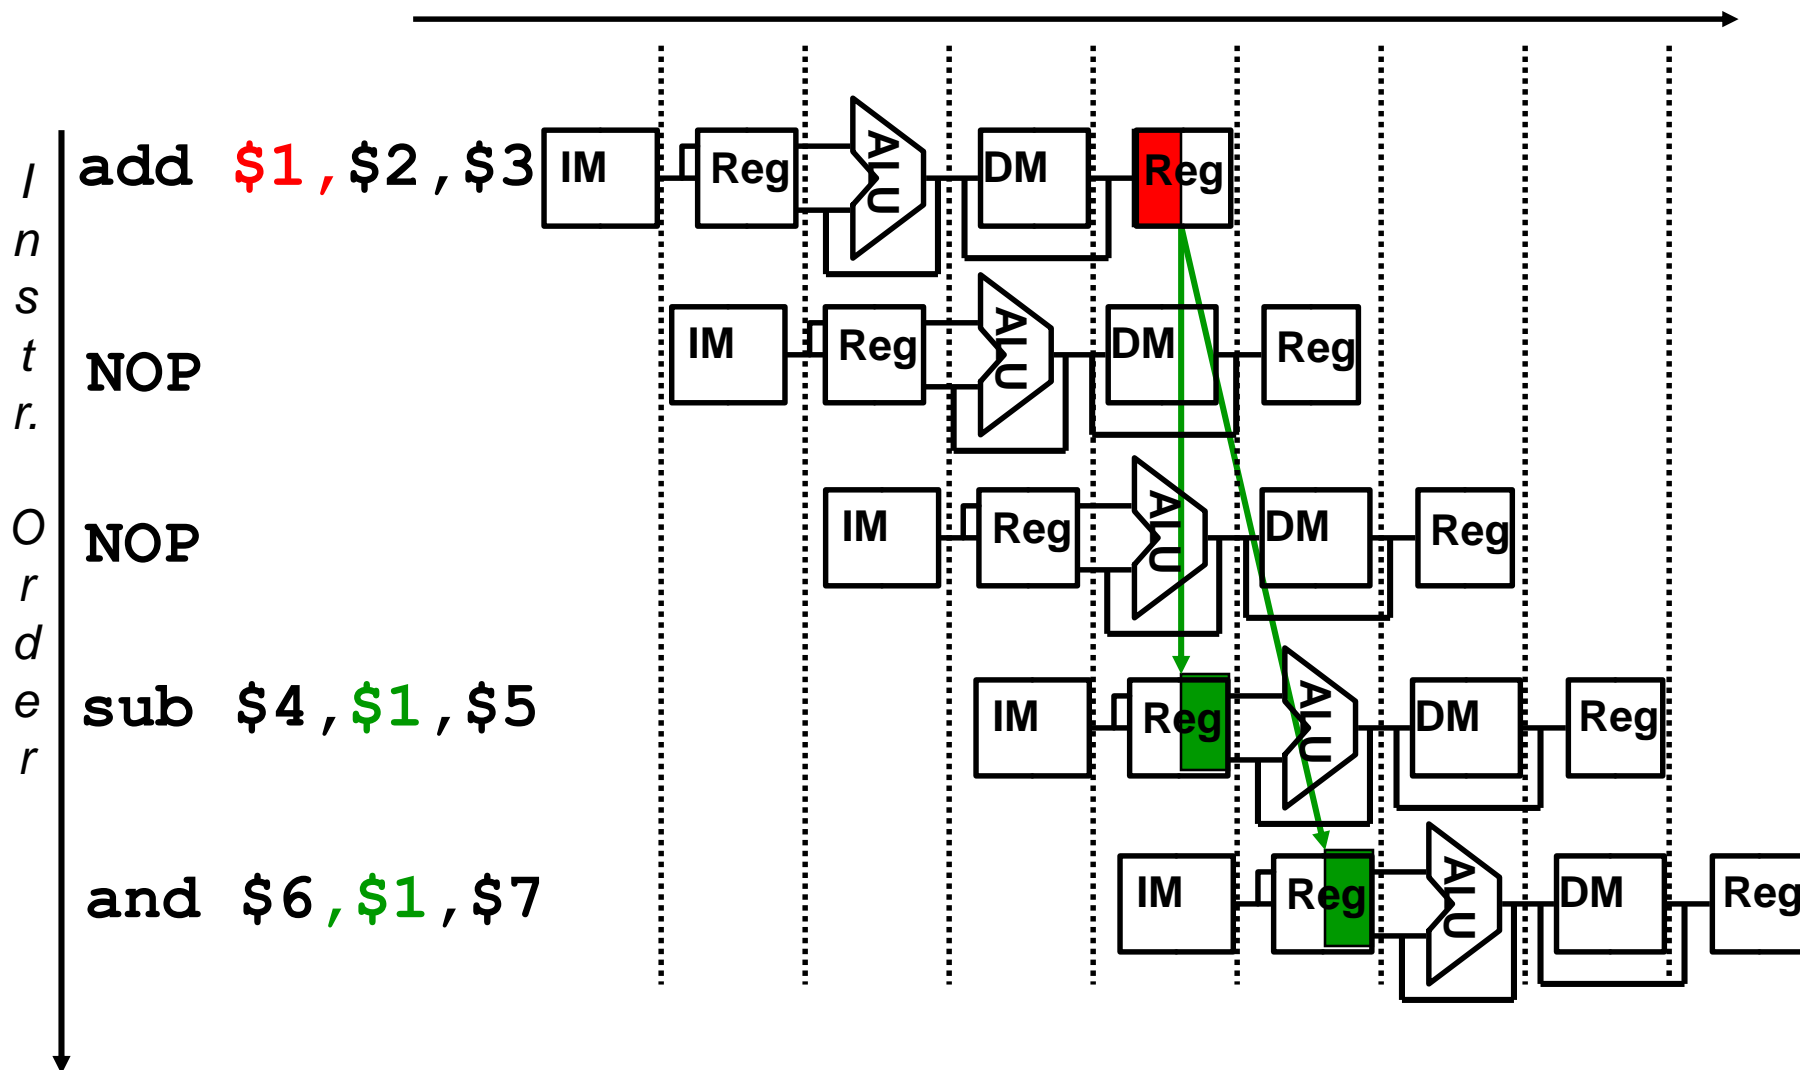 Instr. Order
add $1,$2,$3
IM Reg ALU DM Reg
NOP
IM Reg ALU DM Reg
NOP
IM Reg ALU DM Reg
sub $4,$1,$5
IM Reg ALU DM Reg
and $6,$1,$7
IM Reg ALU DM Reg